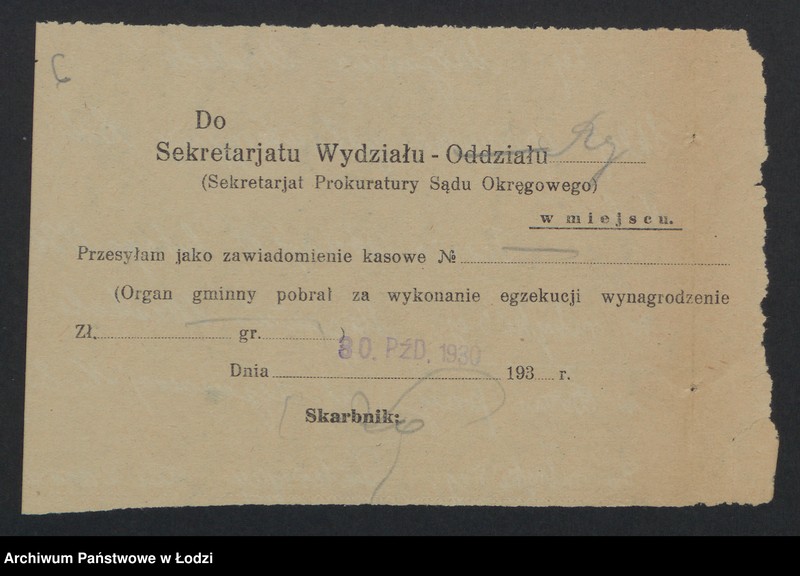 Do
Sekretarjatu Wydziału - Oddziału
(Sekretarjat Prokuratury Sądu Okręgowego)
w miejscu.
Przesyłam jako zawiadomienie kasowe №
(Organ gminny pobrał za wykonanie egzekucji wynagrodzenie
Zł. gr. )
30. PŹD. 1930
Dnia 193 r.
Skarbnik:
Archiwum Państwowe w Łodzi